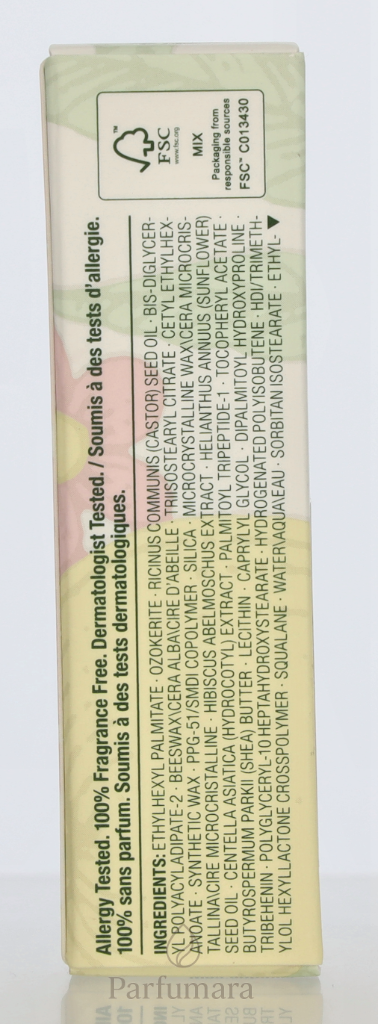 Allergy Tested. 100% Fragrance Free. Dermatologist Tested. / Soumis à des tests d'allergie.
100% sans parfum. Soumis à des tests dermatologiques.
INGREDIENTS: ETHYLHEXYL PALMITATE · OZOKERITE · RICINUS COMMUNIS (CASTOR) SEED OIL · BIS-DIGLYCER-
YL POLYACYLADIPATE-2 · BEESWAX\CERA ALBA\CIRE D'ABEILLE · TRIISOSTEARYL CITRATE · CETYL ETHYLHEX-
ANOATE · SYNTHETIC WAX · PPG-51/SMDI COPOLYMER · SILICA · MICROCRYSTALLINE WAX\CERA MICROCRIS-
TALLINA\CIRE MICROCRISTALLINE · HIBISCUS ABELMOSCHUS EXTRACT · HELIANTHUS ANNUUS (SUNFLOWER)
SEED OIL · CENTELLA ASIATICA (HYDROCOTYL) EXTRACT · PALMITOYL TRIPEPTIDE-1 · TOCOPHERYL ACETATE ·
BUTYROSPERMUM PARKII (SHEA) BUTTER · LECITHIN · CAPRYLYL GLYCOL · DIPALMITOYL HYDROXYPROLINE ·
TRIBEHENIN · POLYGLYCERYL-10 HEPTAHYDROXYSTEARATE · HYDROGENATED POLYISOBUTENE · HDI/TRIMETH-
YLOL HEXYLLACTONE CROSSPOLYMER · SQUALANE · WATER\AQUA\EAU · SORBITAN ISOSTEARATE · ETHYL-▼
FSC
www.fsc.org
MIX
Packaging from
responsible sources
FSC™ C013430
Parfumara